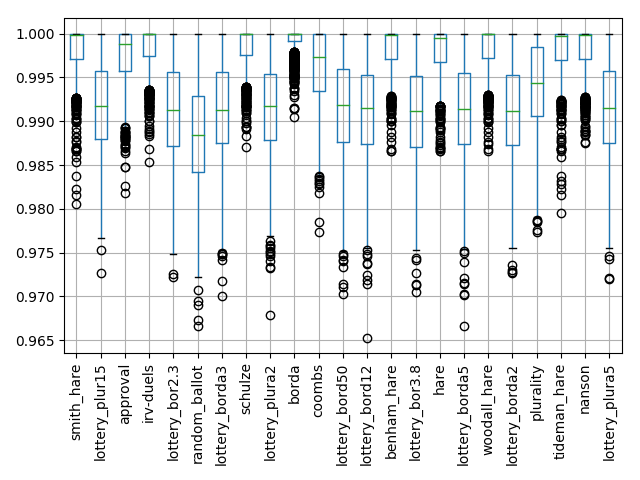 1.000
0.995
0.990
0.985
0.980
0.975
0.970
0.965
smith_hare
lottery_plur15
approval
irv-duels
lottery_bor2.3
random_ballot
lottery_borda3
schulze
lottery_plura2
borda
coombs
lottery_bord50
lottery_bord12
benham_hare
lottery_bor3.8
hare
lottery_borda5
woodall_hare
lottery_borda2
plurality
tideman_hare
nanson
lottery_plura5